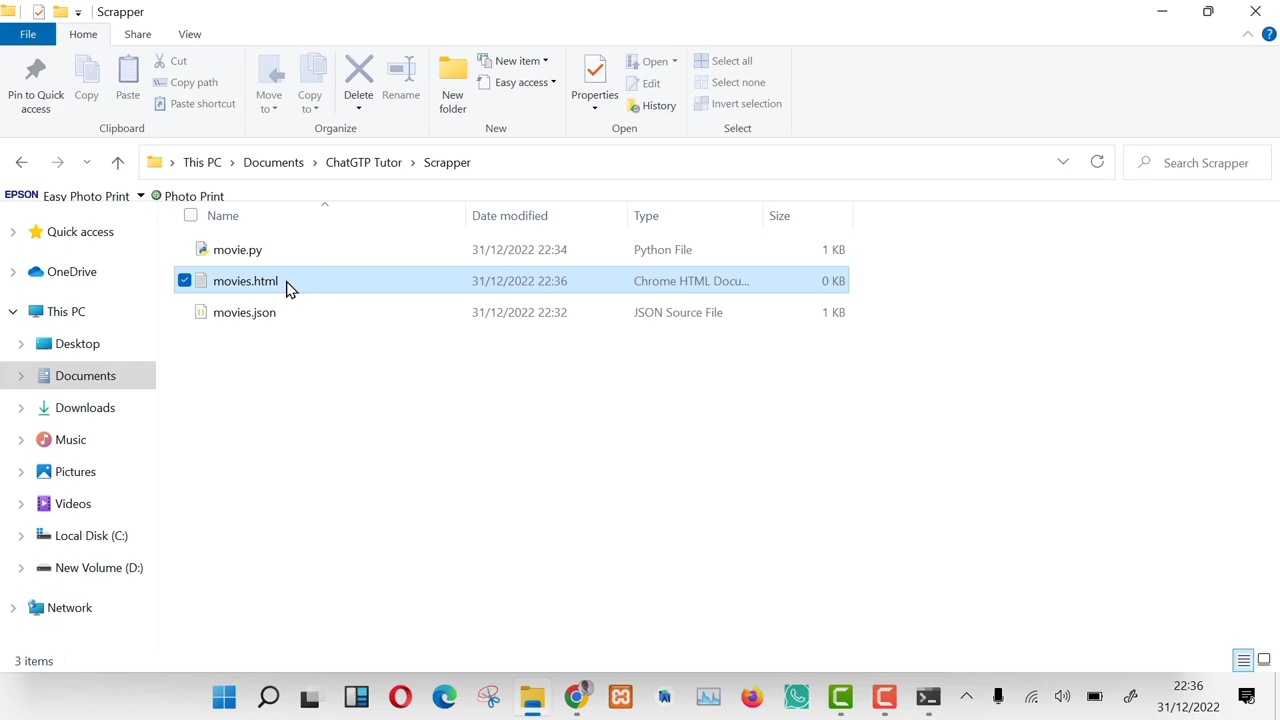 Scrapper
File Home Share View
Pin to Quick access
Copy
Paste
Cut
Copy path
Paste shortcut
Clipboard
Move to
Copy to
Delete
Rename
Organize
New folder
New item
Easy access
New
Properties
Open
Edit
History
Open
Select all
Select none
Invert selection
Select
This PC > Documents > ChatGTP Tutor > Scrapper
Search Scrapper
EPSON Easy Photo Print Photo Print
Quick access
OneDrive
This PC
Desktop
Documents
Downloads
Music
Pictures
Videos
Local Disk (C:)
New Volume (D:)
Network
Name Date modified Type Size
movie.py 31/12/2022 22:34 Python File 1 KB
movies.html 31/12/2022 22:36 Chrome HTML Docu... 0 KB
movies.json 31/12/2022 22:32 JSON Source File 1 KB
3 items
22:36
31/12/2022